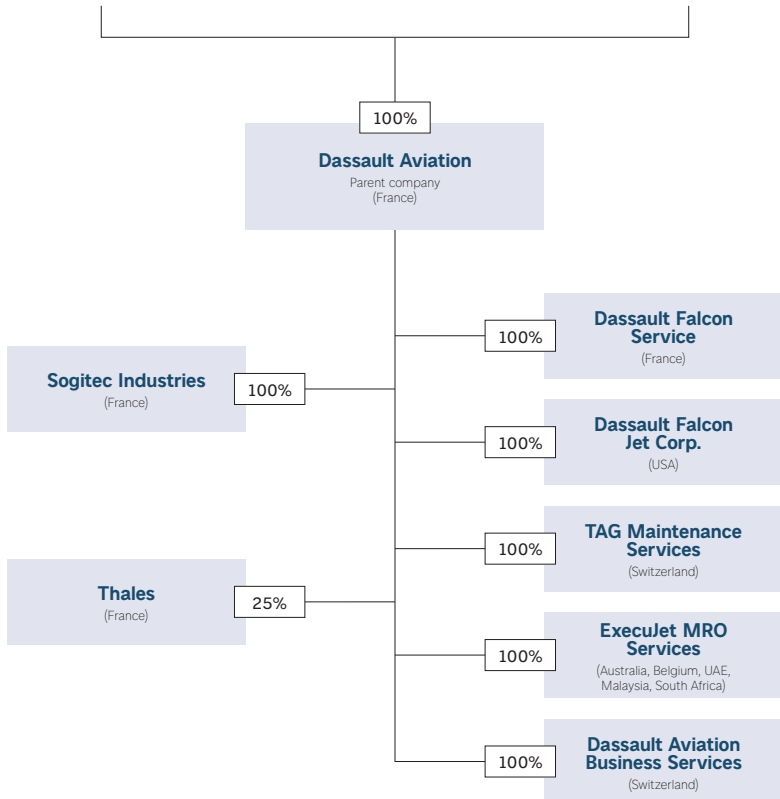 100%
Dassault Aviation
Parent company
(France)
Dassault Falcon
Service
(France)
100%
Sogitec Industries
(France)
100%
Dassault Falcon
Jet Corp.
(USA)
100%
TAG Maintenance
Services
(Switzerland)
100%
Thales
(France)
25%
ExecuJet MRO
Services
(Australia, Belgium, UAE,
Malaysia, South Africa)
100%
Dassault Aviation
Business Services
(Switzerland)
100%